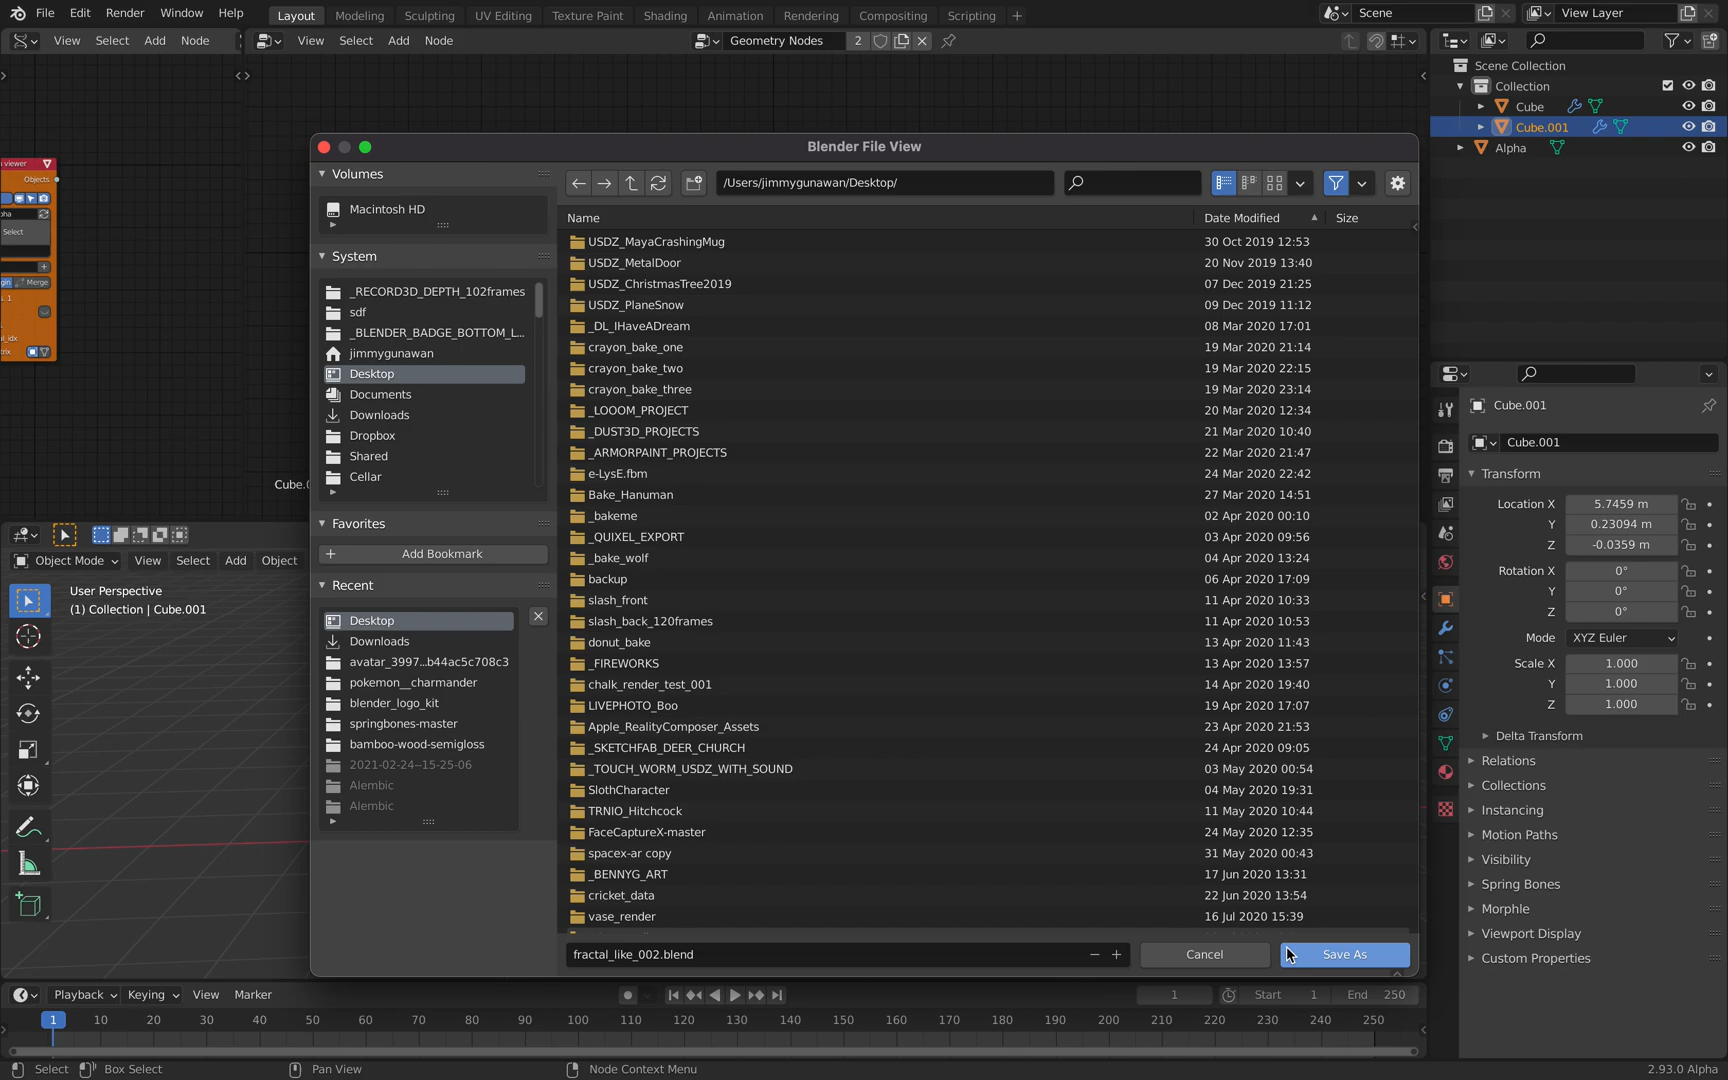 File Edit Render Window Help Layout Modeling Sculpting UV Editing Texture Paint Shading Animation Rendering Compositing Scripting + Scene View Layer
View Select Add Node View Select Add Node Geometry Nodes 2
Scene Collection
Collection
Cube
Cube.001
Alpha
viewer
Objects
Select
Merge
Cube.
Blender File View
Volumes
Macintosh HD
System
_RECORD3D_DEPTH_102frames
sdf
_BLENDER_BADGE_BOTTOM_L...
jimmygunawan
Desktop
Documents
Downloads
Dropbox
Shared
Cellar
Favorites
Add Bookmark
Recent
Desktop
Downloads
avatar_3997...b44ac5c708c3
pokemon__charmander
blender_logo_kit
springbones-master
bamboo-wood-semigloss
2021-02-24--15-25-06
Alembic
Alembic
/Users/jimmygunawan/Desktop/
Name Date Modified Size
USDZ_MayaCrashingMug 30 Oct 2019 12:53
USDZ_MetalDoor 20 Nov 2019 13:40
USDZ_ChristmasTree2019 07 Dec 2019 21:25
USDZ_PlaneSnow 09 Dec 2019 11:12
_DL_IHaveADream 08 Mar 2020 17:01
crayon_bake_one 19 Mar 2020 21:14
crayon_bake_two 19 Mar 2020 22:15
crayon_bake_three 19 Mar 2020 23:14
_LOOOM_PROJECT 20 Mar 2020 12:34
_DUST3D_PROJECTS 21 Mar 2020 10:40
_ARMORPAINT_PROJECTS 22 Mar 2020 21:47
e-LysE.fbm 24 Mar 2020 22:42
Bake_Hanuman 27 Mar 2020 14:51
_bakeme 02 Apr 2020 00:10
_QUIXEL_EXPORT 03 Apr 2020 09:56
_bake_wolf 04 Apr 2020 13:24
backup 06 Apr 2020 17:09
slash_front 11 Apr 2020 10:33
slash_back_120frames 11 Apr 2020 10:53
donut_bake 13 Apr 2020 11:43
_FIREWORKS 13 Apr 2020 13:57
chalk_render_test_001 14 Apr 2020 19:40
LIVEPHOTO_Boo 19 Apr 2020 17:07
Apple_RealityComposer_Assets 23 Apr 2020 21:53
_SKETCHFAB_DEER_CHURCH 24 Apr 2020 09:05
_TOUCH_WORM_USDZ_WITH_SOUND 03 May 2020 00:54
SlothCharacter 04 May 2020 19:31
TRNIO_Hitchcock 11 May 2020 10:44
FaceCaptureX-master 24 May 2020 12:35
spacex-ar copy 31 May 2020 00:43
_BENNYG_ART 17 Jun 2020 13:31
cricket_data 22 Jun 2020 13:54
vase_render 16 Jul 2020 15:39
fractal_like_002.blend − + Cancel Save As
Object Mode View Select Add Object
User Perspective
(1) Collection | Cube.001
Cube.001
Cube.001
Transform
Location X 5.7459 m
Y 0.23094 m
Z -0.0359 m
Rotation X 0°
Y 0°
Z 0°
Mode XYZ Euler
Scale X 1.000
Y 1.000
Z 1.000
Delta Transform
Relations
Collections
Instancing
Motion Paths
Visibility
Spring Bones
Morphle
Viewport Display
Custom Properties
Playback Keying View Marker 1 Start 1 End 250
1 10 20 30 40 50 60 70 80 90 100 110 120 130 140 150 160 170 180 190 200 210 220 230 240 250
Select Box Select Pan View Node Context Menu 2.93.0 Alpha